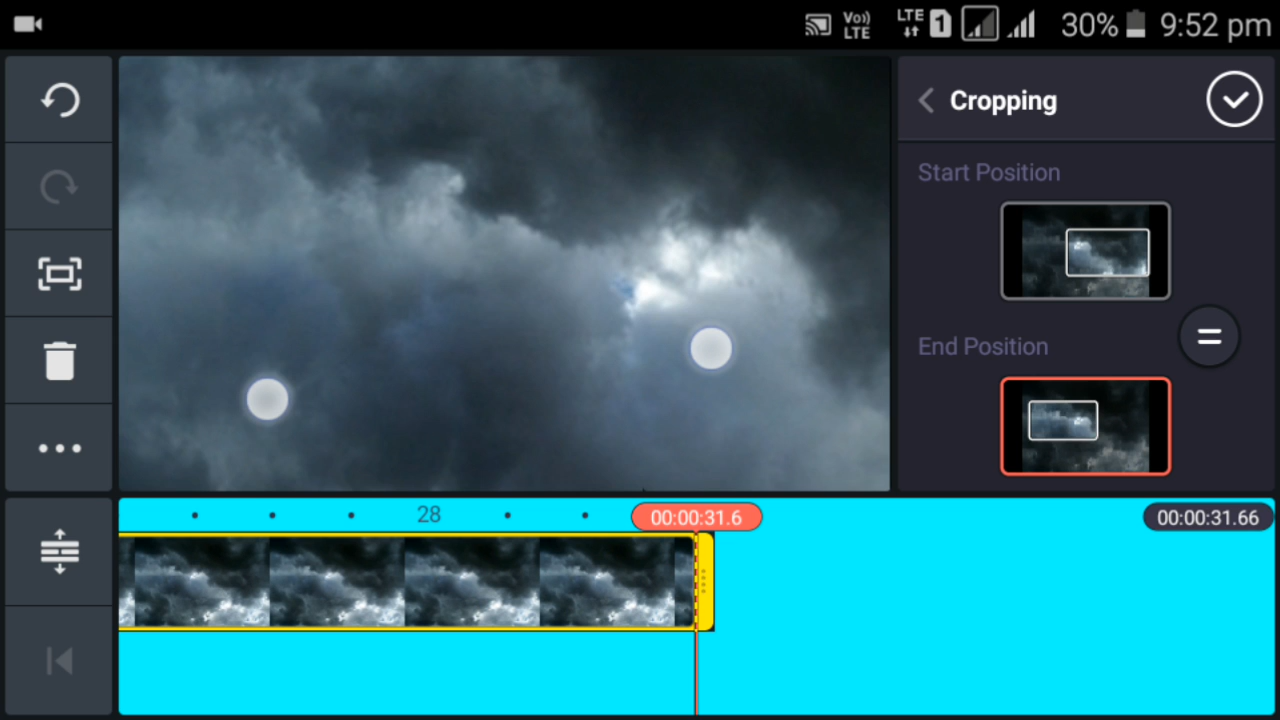 Vo)) LTE LTE 1 30% 9:52 pm
Cropping
Start Position
End Position
28 00:00:31.6 00:00:31.66